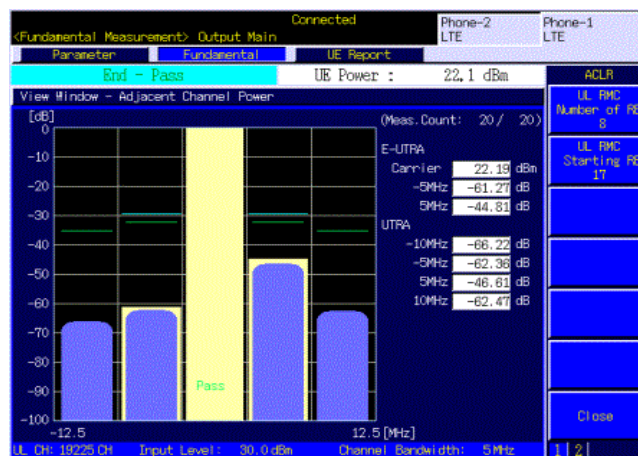 Connected
Phone-2
LTE
Phone-1
LTE
<Fundamental Measurement> Output Main
Parameter
Fundamental
UE Report
End - Pass
UE Power :
22.1 dBm
ACLR
View Window - Adjacent Channel Power
UL RMC
Number of RB
8
UL RMC
Starting RB
17
[dB]
(Meas.Count: 20/ 20)
0
-10
-20
-30
-40
-50
-60
-70
-80
-90
-100
E-UTRA
Carrier 22.19 dBm
-5MHz -61.27 dB
5MHz -44.81 dB
UTRA
-10MHz -66.22 dB
-5MHz -62.36 dB
5MHz -46.61 dB
10MHz -62.47 dB
Pass
-12.5
12.5[MHz]
Close
UL CH: 19225 CH Input Level: 30.0 dBm Channel Bandwidth: 5 MHz
1 2